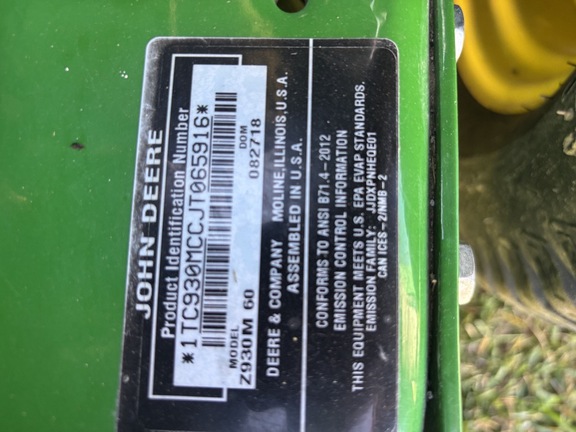 JOHN DEERE
Product Identification Number
*1TC930MCCJT065916*
MODEL DOM
Z930M 60 082718
DEERE & COMPANY MOLINE, ILLINOIS, U.S.A.
ASSEMBLED IN U.S.A.
CONFORMS TO ANSI B71.4-2012
EMISSION CONTROL INFORMATION
THIS EQUIPMENT MEETS U.S. EPA EVAP STANDARDS.
EMISSION FAMILY: JJDXPNHEQE01
CAN ICES-2/NMB-2